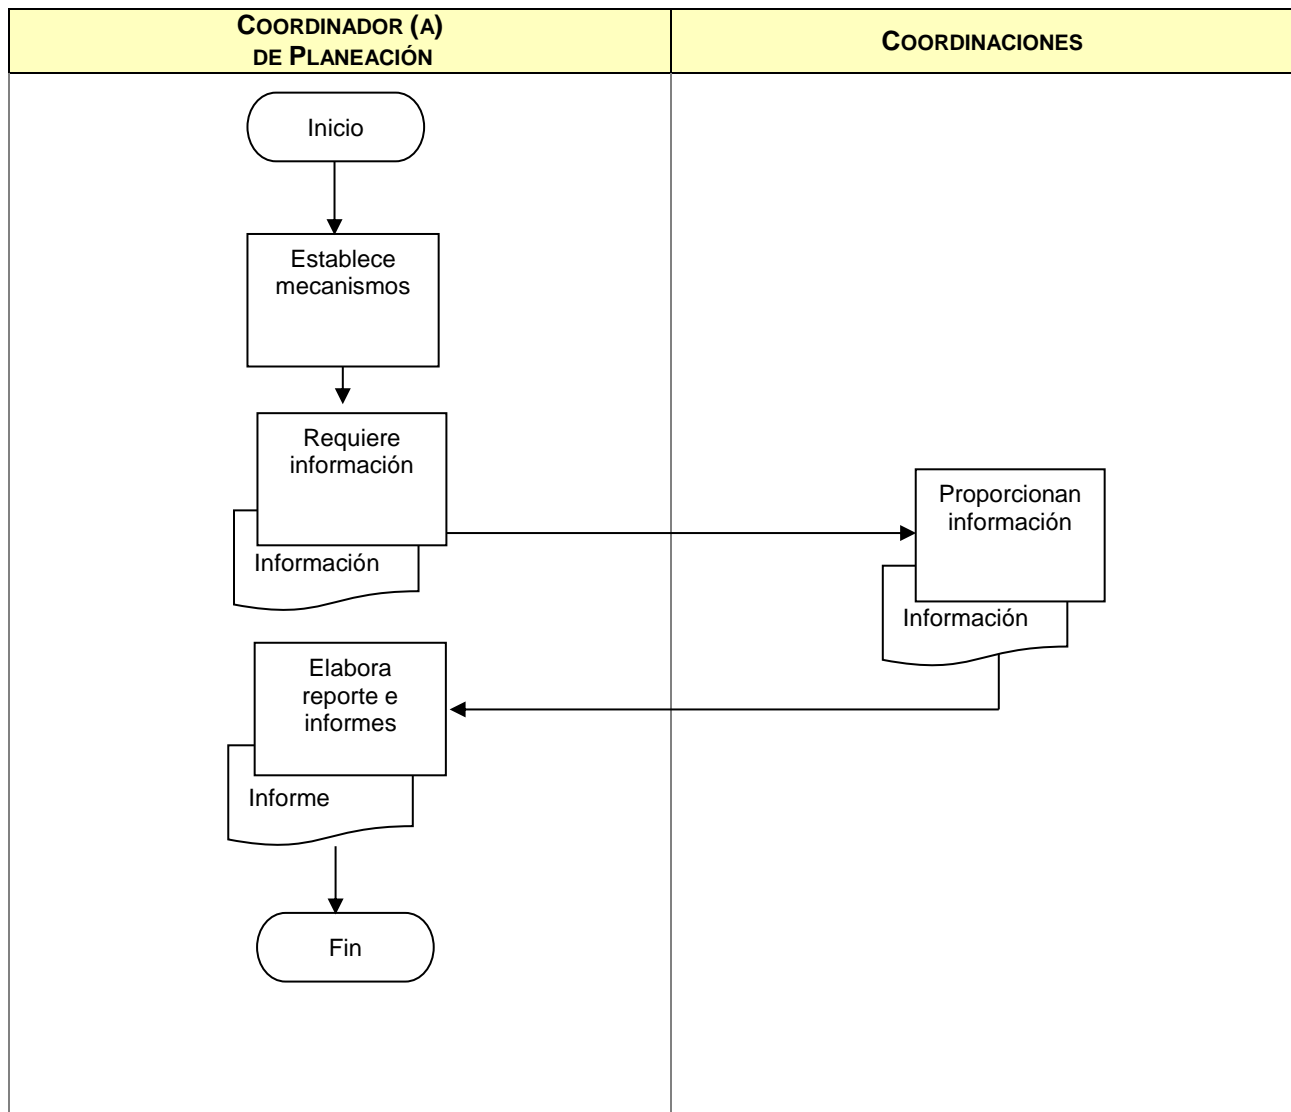 COORDINADOR (A)
DE PLANEACIÓN
COORDINACIONES
Inicio
Establece
mecanismos
Requiere
información
Información
Proporcionan
información
Información
Elabora
reporte e
informes
Informe
Fin